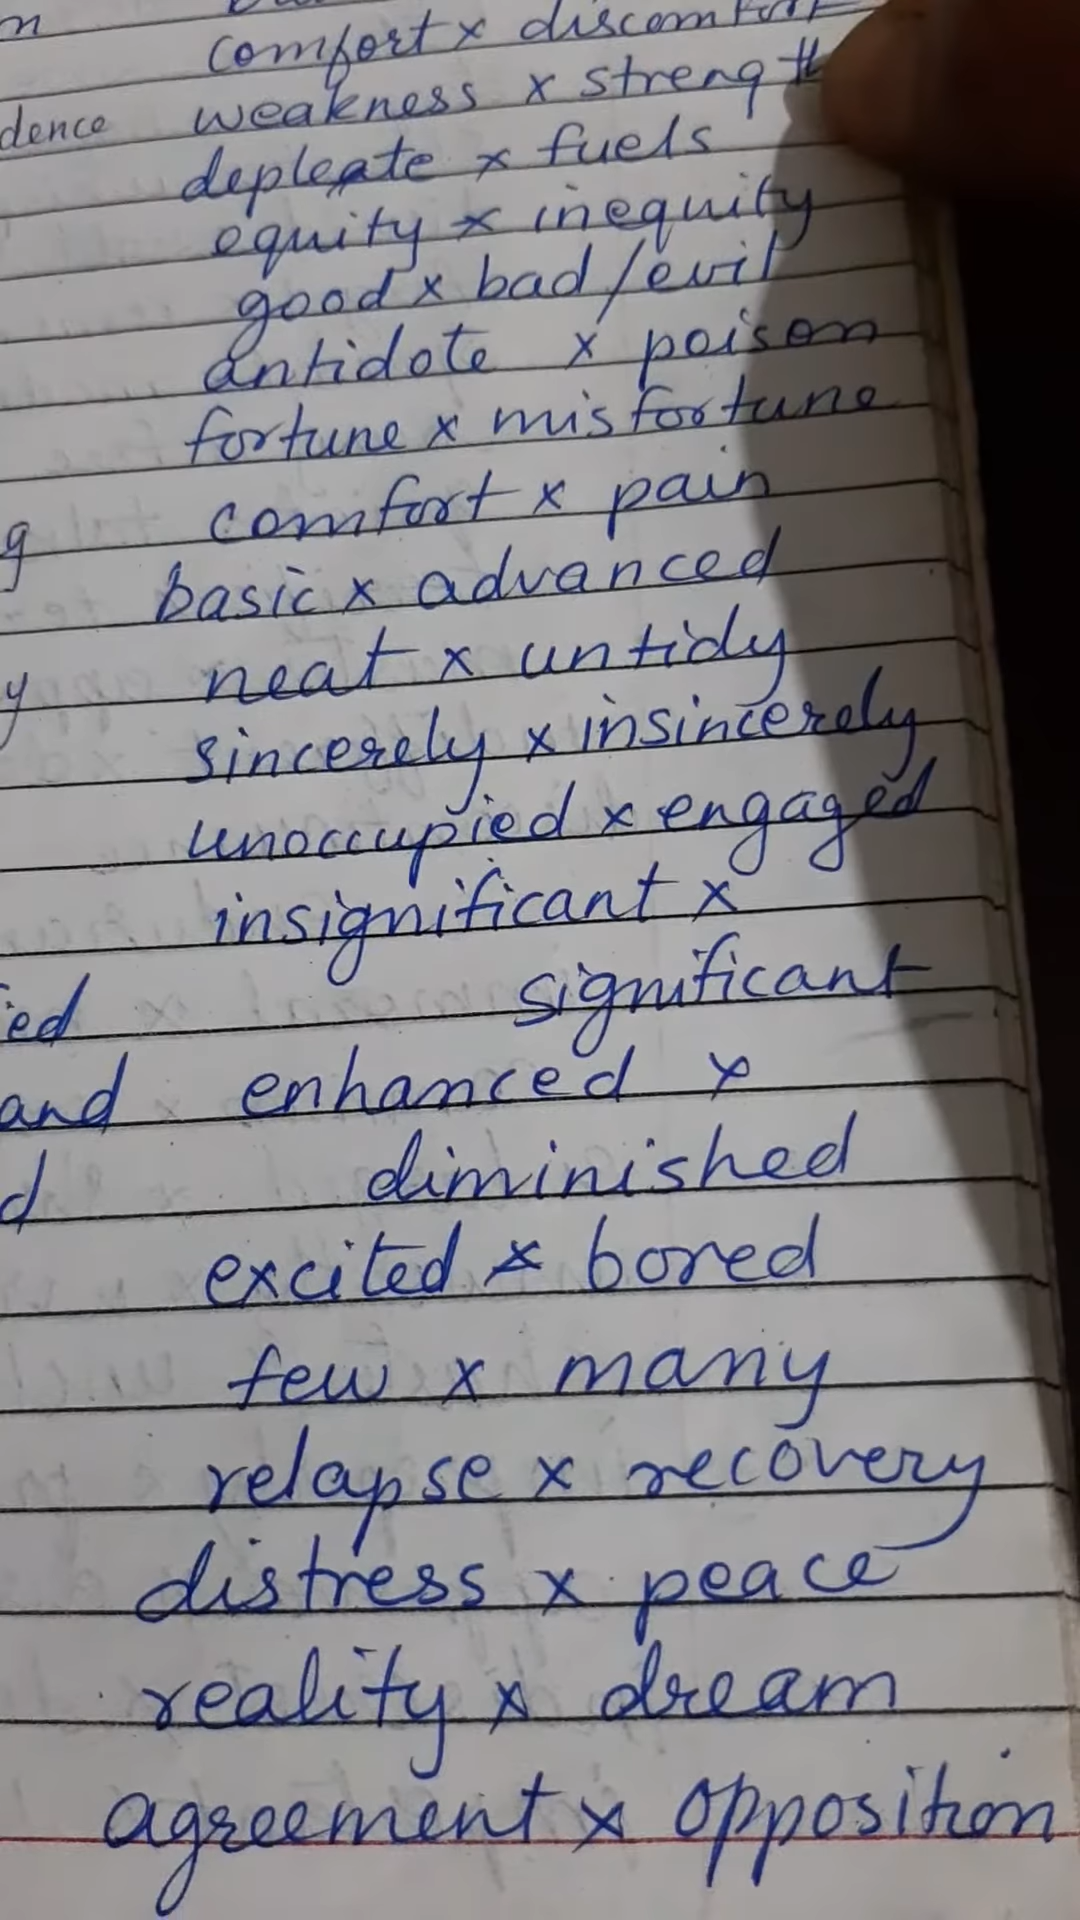 comfort x discomfort
dence weakness x strength
depleate x fuels
equity x inequity
good x bad/evil
antidote x poison
fortune x misfortune
g comfort x pain
basic x advanced
y neat x untidy
sincerely x insincerely
unoccupied x engaged
insignificant x
ied significant
and enhanced x
d diminished
excited x bored
few x many
relapse x recovery
distress x peace
reality x dream
agreement x opposition